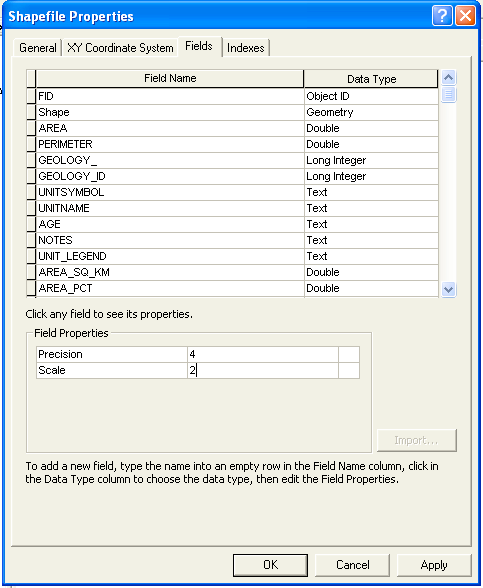 Shapefile Properties
General XY Coordinate System Fields Indexes
Field Name Data Type
FID Object ID
Shape Geometry
AREA Double
PERIMETER Double
GEOLOGY_ Long Integer
GEOLOGY_ID Long Integer
UNITSYMBOL Text
UNITNAME Text
AGE Text
NOTES Text
UNIT_LEGEND Text
AREA_SQ_KM Double
AREA_PCT Double
Click any field to see its properties.
Field Properties
Precision 4
Scale 2
Import...
To add a new field, type the name into an empty row in the Field Name column, click in
the Data Type column to choose the data type, then edit the Field Properties.
OK Cancel Apply